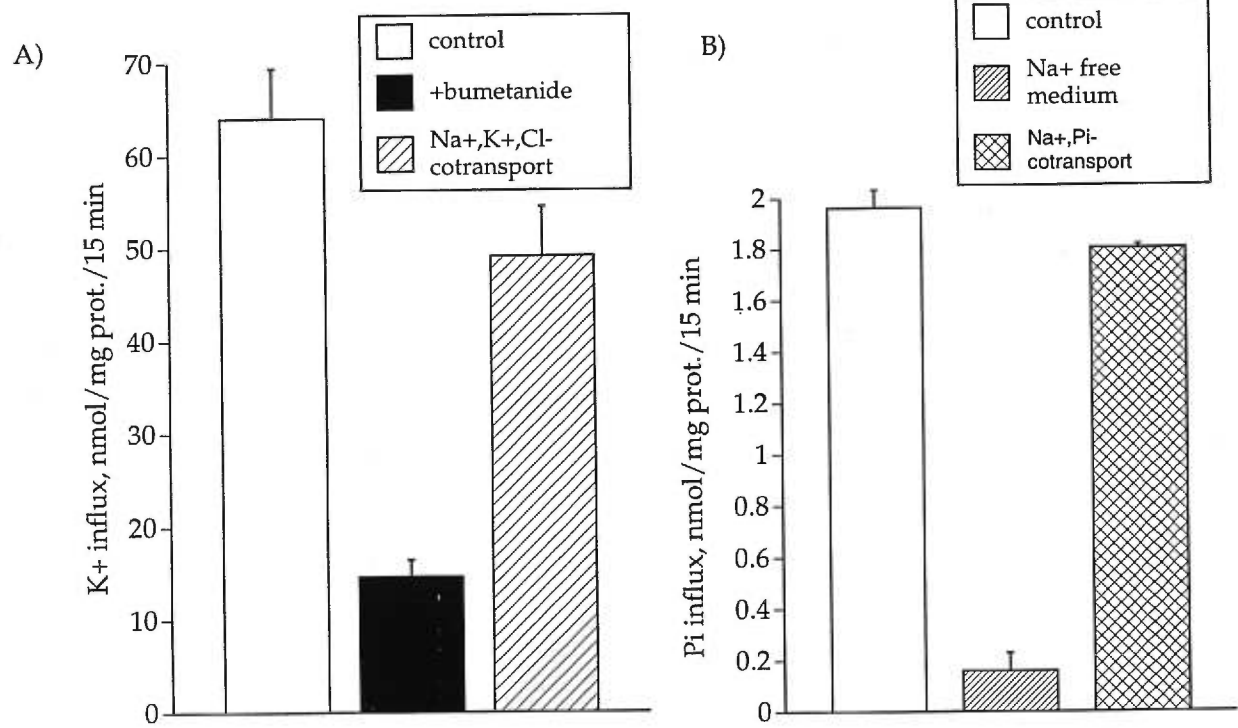 A)
control
+bumetanide
Na+,K+,Cl-
cotransport
70
60
50
40
30
20
10
0
K+ influx, nmol/mg prot./15 min
B)
control
Na+ free
medium
Na+,Pi-
cotransport
2
1.8
1.6
1.4
1.2
1
0.8
0.6
0.4
0.2
0
Pi influx, nmol/mg prot./15 min